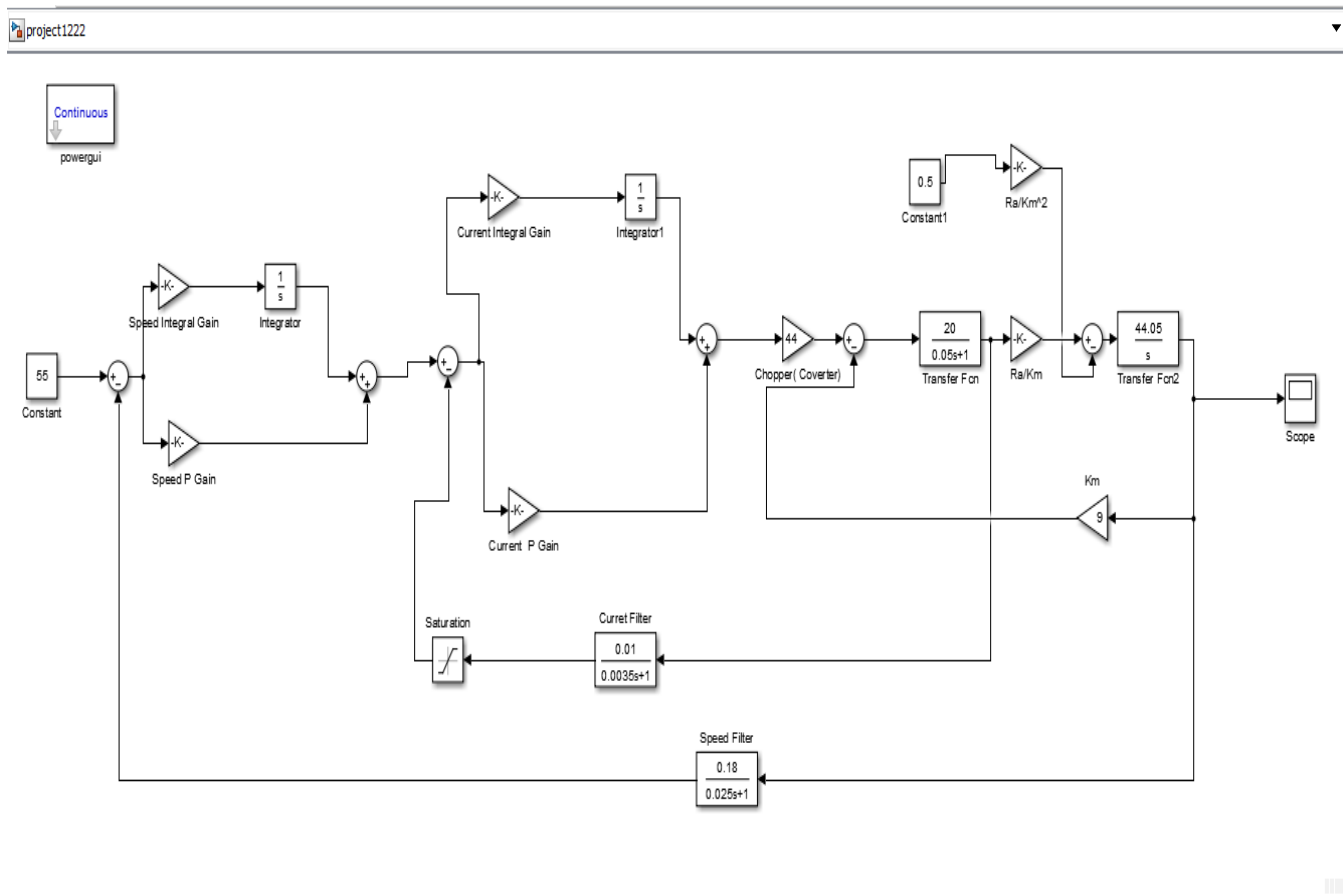 project1222
Continuous
powergui
0.5
Constant1
-K-
Ra/Km^2
-K-
Current Integral Gain
1
s
Integrator1
-K-
Speed Integral Gain
1
s
Integrator
55
Constant
+
-
+
+
+
-
+
+
44
Chopper( Coverter)
+
-
20
0.05s+1
Transfer Fcn
-K-
Ra/Km
+
-
44.05
s
Transfer Fcn2
Scope
-K-
Speed P Gain
-K-
Current P Gain
Km
9
Saturation
Curret Filter
0.01
0.0035s+1
Speed Filter
0.18
0.025s+1